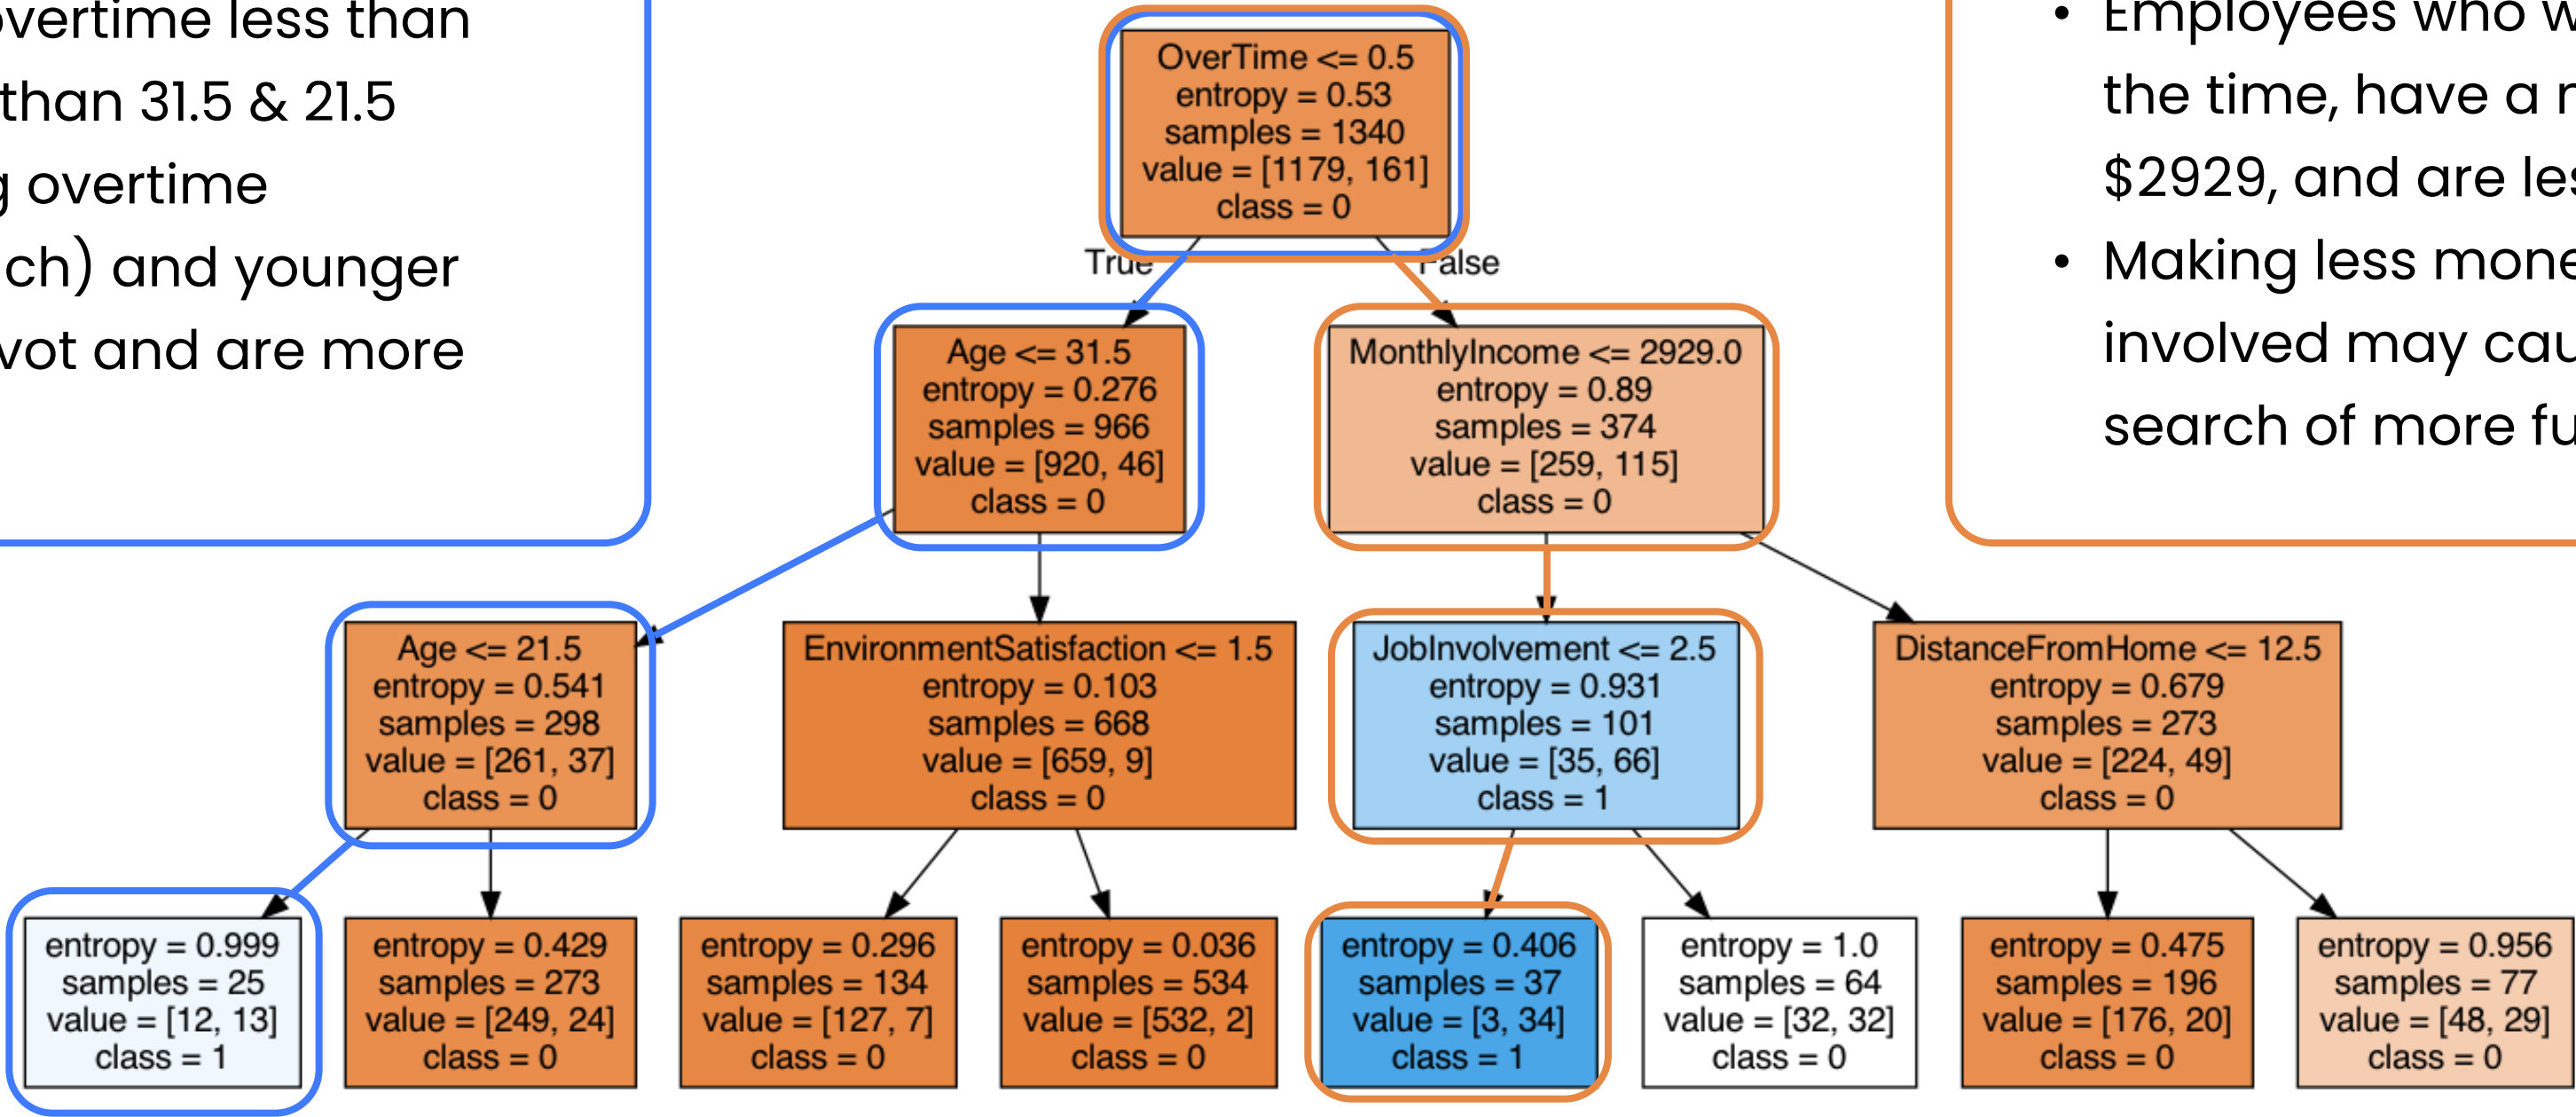 overtime less than
than 31.5 & 21.5
g overtime
ch) and younger
vot and are more
• Employees who w
the time, have a
$2929, and are les
• Making less mone
involved may cau
search of more fu
OverTime <= 0.5
entropy = 0.53
samples = 1340
value = [1179, 161]
class = 0
True
False
Age <= 31.5
entropy = 0.276
samples = 966
value = [920, 46]
class = 0
MonthlyIncome <= 2929.0
entropy = 0.89
samples = 374
value = [259, 115]
class = 0
Age <= 21.5
entropy = 0.541
samples = 298
value = [261, 37]
class = 0
EnvironmentSatisfaction <= 1.5
entropy = 0.103
samples = 668
value = [659, 9]
class = 0
JobInvolvement <= 2.5
entropy = 0.931
samples = 101
value = [35, 66]
class = 1
DistanceFromHome <= 12.5
entropy = 0.679
samples = 273
value = [224, 49]
class = 0
entropy = 0.999
samples = 25
value = [12, 13]
class = 1
entropy = 0.429
samples = 273
value = [249, 24]
class = 0
entropy = 0.296
samples = 134
value = [127, 7]
class = 0
entropy = 0.036
samples = 534
value = [532, 2]
class = 0
entropy = 0.406
samples = 37
value = [3, 34]
class = 1
entropy = 1.0
samples = 64
value = [32, 32]
class = 0
entropy = 0.475
samples = 196
value = [176, 20]
class = 0
entropy = 0.956
samples = 77
value = [48, 29]
class = 0